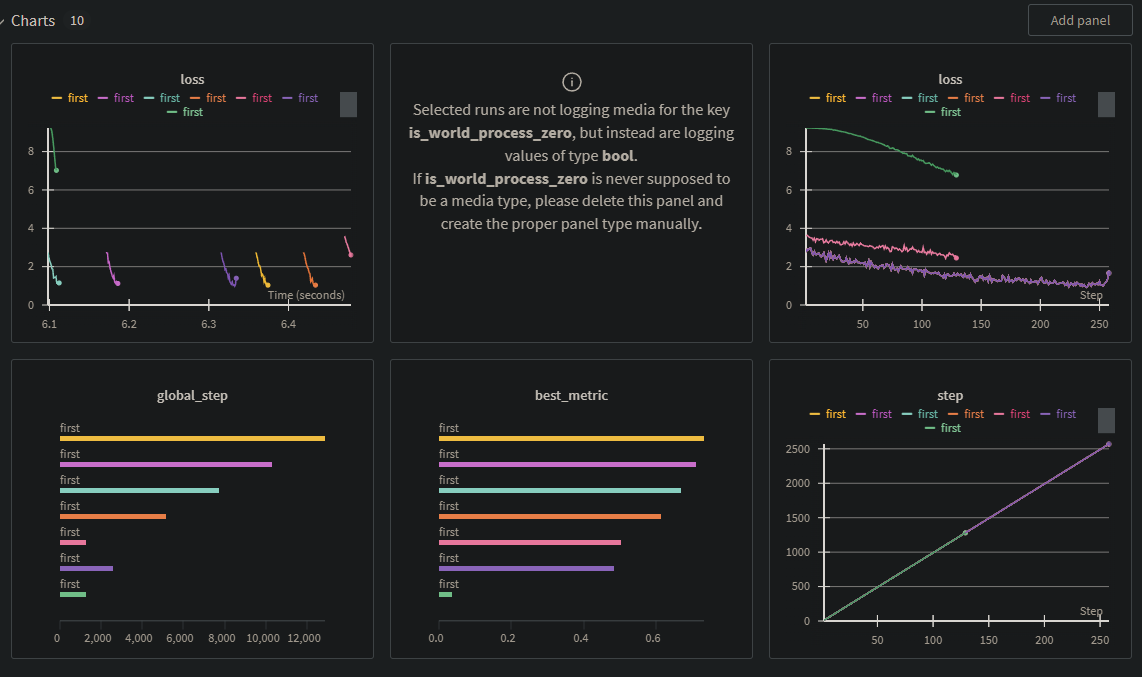 Charts 10
Add panel
loss
first first first first first first
first
8
6
4
2
0
Time (seconds)
6.1 6.2 6.3 6.4
Selected runs are not logging media for the key
is_world_process_zero, but instead are logging
values of type bool.
If is_world_process_zero is never supposed to
be a media type, please delete this panel and
create the proper panel type manually.
loss
first first first first first first
first
8
6
4
2
0
Step
50 100 150 200 250
global_step
first
first
first
first
first
first
first
0 2,000 4,000 6,000 8,000 10,000 12,000
best_metric
first
first
first
first
first
first
first
0.0 0.2 0.4 0.6
step
first first first first first first
first
2500
2000
1500
1000
500
0
Step
50 100 150 200 250